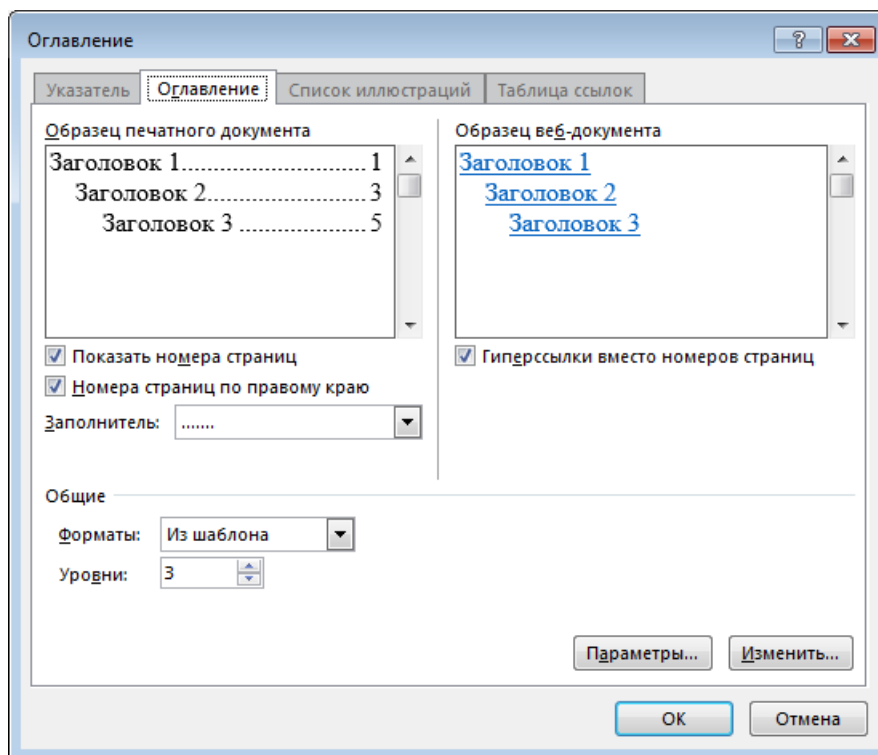 Оглавление
Указатель Оглавление Список иллюстраций Таблица ссылок
Образец печатного документа
Заголовок 1.......................... 1
Заголовок 2....................... 3
Заголовок 3 ................... 5
Показать номера страниц
Номера страниц по правому краю
Заполнитель: .......
Образец веб-документа
Заголовок 1
Заголовок 2
Заголовок 3
Гиперссылки вместо номеров страниц
Общие
Форматы: Из шаблона
Уровни: 3
Параметры... Изменить...
ОК Отмена